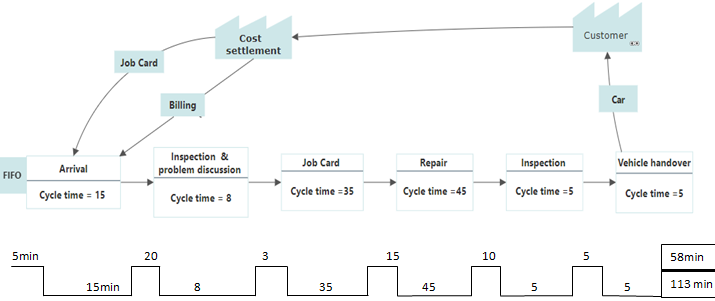 Cost
settlement
Customer
Job Card
Billing
Car
FIFO
Arrival
Cycle time = 15
Inspection &
problem discussion
Cycle time = 8
Job Card
Cycle time =35
Repair
Cycle time =45
Inspection
Cycle time =5
Vehicle handover
Cycle time =5
5min
20
3
15
10
5
58min
15min
8
35
45
5
5
113 min